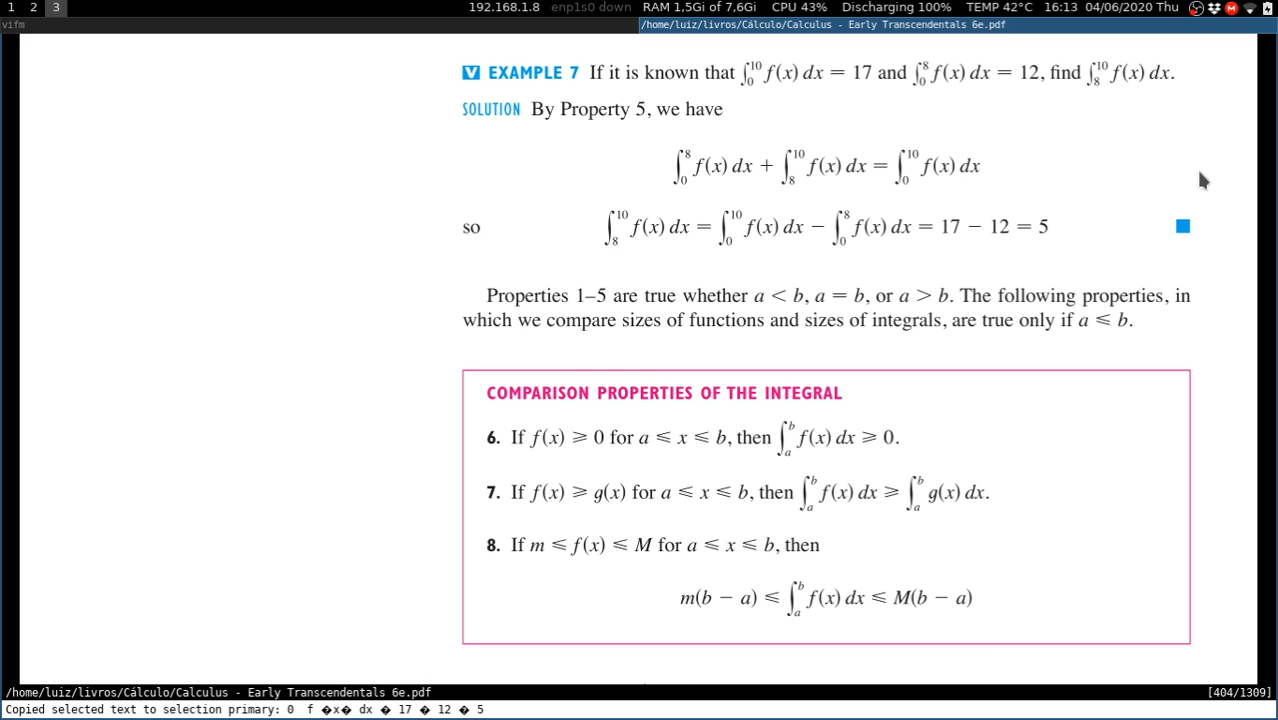 1 2 3 192.168.1.8 enp1s0 down RAM 1,5Gi of 7,6Gi CPU 43% Discharging 100% TEMP 42°C 16:13 04/06/2020 Thu
vifm /home/luiz/livros/Cálculo/Calculus - Early Transcendentals 6e.pdf
V EXAMPLE 7 If it is known that ∫₀¹⁰ f(x) dx = 17 and ∫₀⁸ f(x) dx = 12, find ∫₈¹⁰ f(x) dx.
SOLUTION By Property 5, we have
∫₀⁸ f(x) dx + ∫₈¹⁰ f(x) dx = ∫₀¹⁰ f(x) dx
so ∫₈¹⁰ f(x) dx = ∫₀¹⁰ f(x) dx − ∫₀⁸ f(x) dx = 17 − 12 = 5
Properties 1–5 are true whether a < b, a = b, or a > b. The following properties, in
which we compare sizes of functions and sizes of integrals, are true only if a ≤ b.
COMPARISON PROPERTIES OF THE INTEGRAL
6. If f(x) ≥ 0 for a ≤ x ≤ b, then ∫ₐᵇ f(x) dx ≥ 0.
7. If f(x) ≥ g(x) for a ≤ x ≤ b, then ∫ₐᵇ f(x) dx ≥ ∫ₐᵇ g(x) dx.
8. If m ≤ f(x) ≤ M for a ≤ x ≤ b, then
m(b − a) ≤ ∫ₐᵇ f(x) dx ≤ M(b − a)
/home/luiz/livros/Cálculo/Calculus - Early Transcendentals 6e.pdf [404/1309]
Copied selected text to selection primary: 0 f �x� dx � 17 � 12 � 5